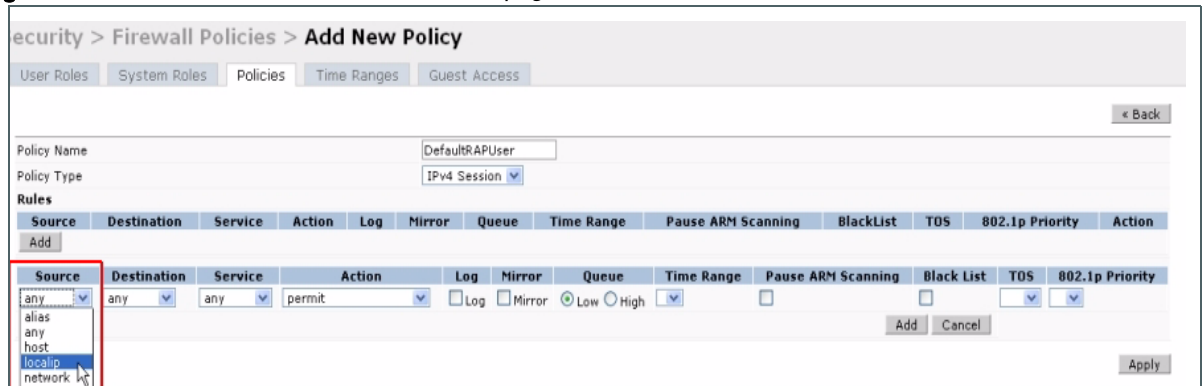 ecurity > Firewall Policies > Add New Policy
User Roles System Roles Policies Time Ranges Guest Access
« Back
Policy Name DefaultRAPUser
Policy Type IPv4 Session
Rules
Source Destination Service Action Log Mirror Queue Time Range Pause ARM Scanning BlackList TOS 802.1p Priority Action
Add
Source Destination Service Action Log Mirror Queue Time Range Pause ARM Scanning Black List TOS 802.1p Priority
any any any permit Log Mirror Low High
alias
any
host
localip
network
Add Cancel
Apply